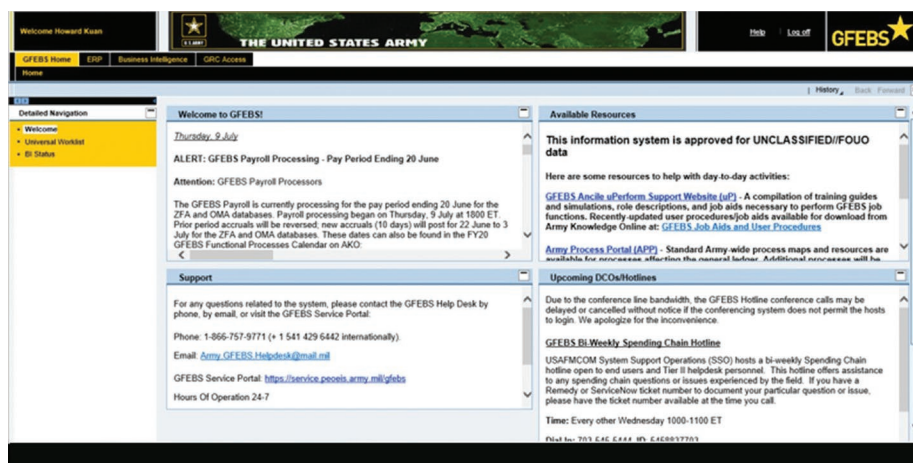 Welcome Howard Kuan
U.S. ARMY
THE UNITED STATES ARMY
Help | Log off
GFEBS
GFEBS Home ERP Business Intelligence GRC Access
Home
| History Back Forward
Detailed Navigation
• Welcome
• Universal Worklist
• BI Status
Welcome to GFEBS!
Thursday, 9 July
ALERT: GFEBS Payroll Processing - Pay Period Ending 20 June
Attention: GFEBS Payroll Processors
The GFEBS Payroll is currently processing for the pay period ending 20 June for the
ZFA and OMA databases. Payroll processing began on Thursday, 9 July at 1800 ET.
Prior period accruals will be reversed; new accruals (10 days) will post for 22 June to 3
July for the ZFA and OMA databases. These dates can also be found in the FY20
GFEBS Functional Processes Calendar on AKO:
Available Resources
This information system is approved for UNCLASSIFIED//FOUO
data
Here are some resources to help with day-to-day activities:
GFEBS Ancile uPerform Support Website (uP) - A compilation of training guides
and simulations, role descriptions, and job aids necessary to perform GFEBS job
functions. Recently-updated user procedures/job aids available for download from
Army Knowledge Online at: GFEBS Job Aids and User Procedures
Army Process Portal (APP) - Standard Army-wide process maps and resources are
available for processes affecting the general ledger. Additional processes will be
Support
For any questions related to the system, please contact the GFEBS Help Desk by
phone, by email, or visit the GFEBS Service Portal:
Phone: 1-866-757-9771 (+ 1 541 429 6442 internationally).
Email: Army.GFEBS.Helpdesk@mail.mil
GFEBS Service Portal: https://service.peoeis.army.mil/gfebs
Hours Of Operation 24-7
Upcoming DCOs/Hotlines
Due to the conference line bandwidth, the GFEBS Hotline conference calls may be
delayed or cancelled without notice if the conferencing system does not permit the hosts
to login. We apologize for the inconvenience.
GFEBS Bi-Weekly Spending Chain Hotline
USAFMCOM System Support Operations (SSO) hosts a bi-weekly Spending Chain
hotline open to end users and Tier II helpdesk personnel. This hotline offers assistance
to any spending chain questions or issues experienced by the field. If you have a
Remedy or ServiceNow ticket number to document your particular question or issue,
please have the ticket number available at the time you call.
Time: Every other Wednesday 1000-1100 ET